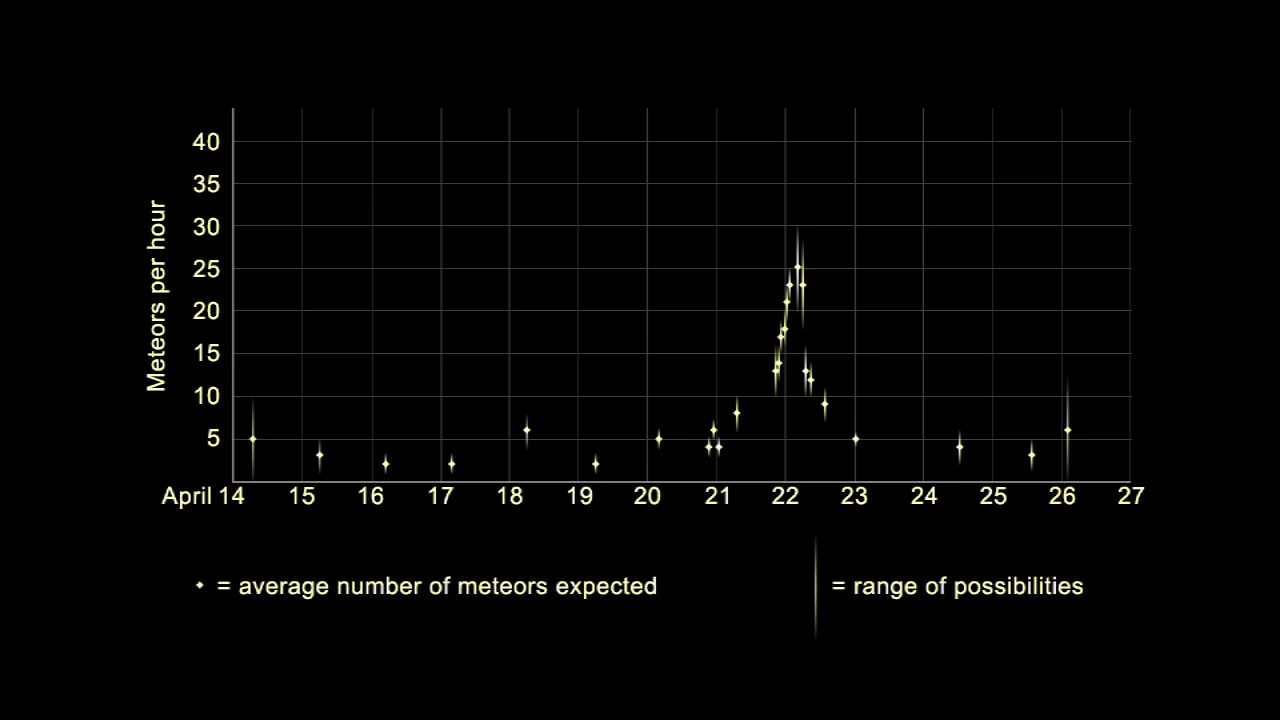 40
35
30
25
20
15
10
5
Meteors per hour
April 14 15 16 17 18 19 20 21 22 23 24 25 26 27
= average number of meteors expected
= range of possibilities